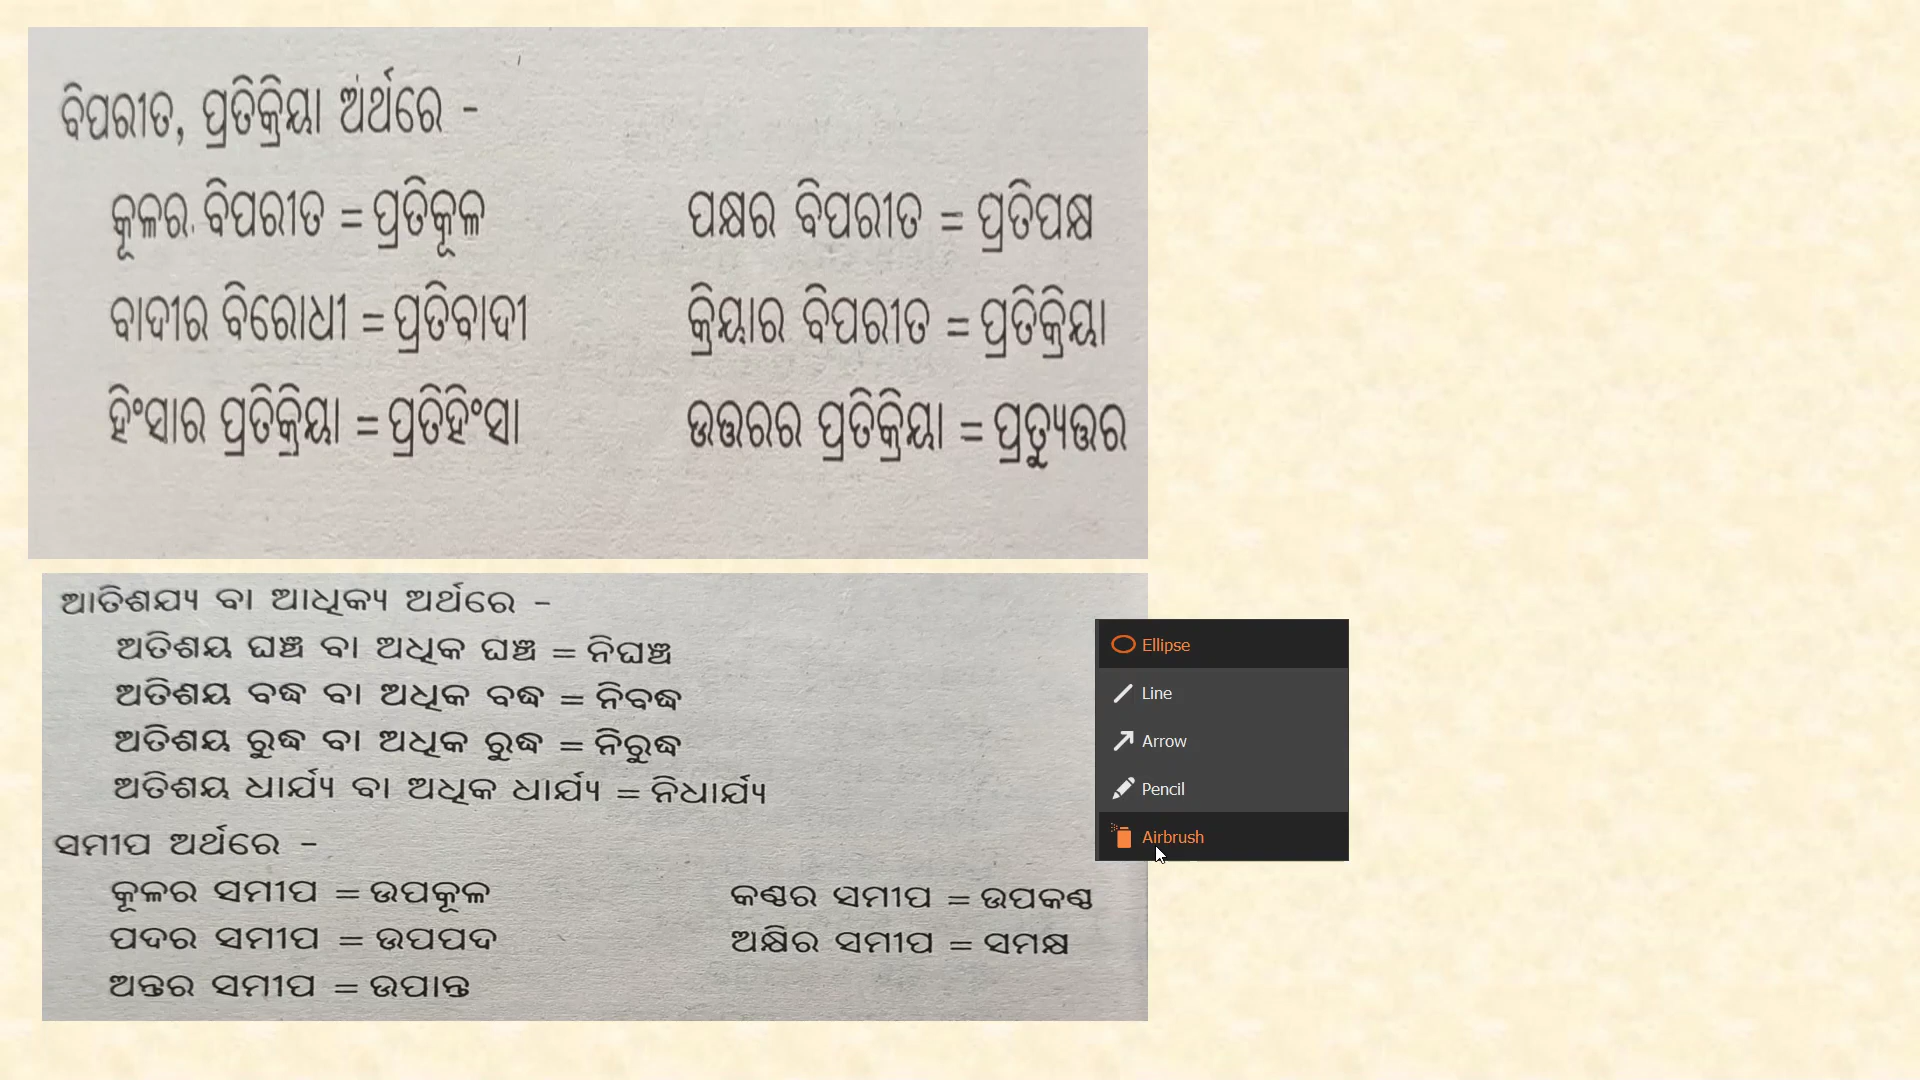 ବିପରୀତ, ପ୍ରତିକ୍ରିୟା ଅର୍ଥରେ -
କୂଳର ବିପରୀତ = ପ୍ରତିକୂଳ ପକ୍ଷର ବିପରୀତ = ପ୍ରତିପକ୍ଷ
ବାଦୀର ବିରୋଧୀ = ପ୍ରତିବାଦୀ କ୍ରିୟାର ବିପରୀତ = ପ୍ରତିକ୍ରିୟା
ହିଂସାର ପ୍ରତିକ୍ରିୟା = ପ୍ରତିହିଂସା ଉତ୍ତରର ପ୍ରତିକ୍ରିୟା = ପ୍ରତ୍ୟୁତ୍ତର
ଆତିଶଯ୍ୟ ବା ଆଧିକ୍ୟ ଅର୍ଥରେ -
ଅତିଶୟ ଘଞ୍ଚ ବା ଅଧିକ ଘଞ୍ଚ = ନିଘଞ୍ଚ
ଅତିଶୟ ବଦ୍ଧ ବା ଅଧିକ ବଦ୍ଧ = ନିବଦ୍ଧ
ଅତିଶୟ ରୁଦ୍ଧ ବା ଅଧିକ ରୁଦ୍ଧ = ନିରୁଦ୍ଧ
ଅତିଶୟ ଧାର୍ଯ୍ୟ ବା ଅଧିକ ଧାର୍ଯ୍ୟ = ନିଧାର୍ଯ୍ୟ
ସମୀପ ଅର୍ଥରେ -
କୂଳର ସମୀପ = ଉପକୂଳ କଣ୍ଠର ସମୀପ = ଉପକଣ୍ଠ
ପଦର ସମୀପ = ଉପପଦ ଅକ୍ଷିର ସମୀପ = ସମକ୍ଷ
ଅନ୍ତର ସମୀପ = ଉପାନ୍ତ
Ellipse
Line
Arrow
Pencil
Airbrush